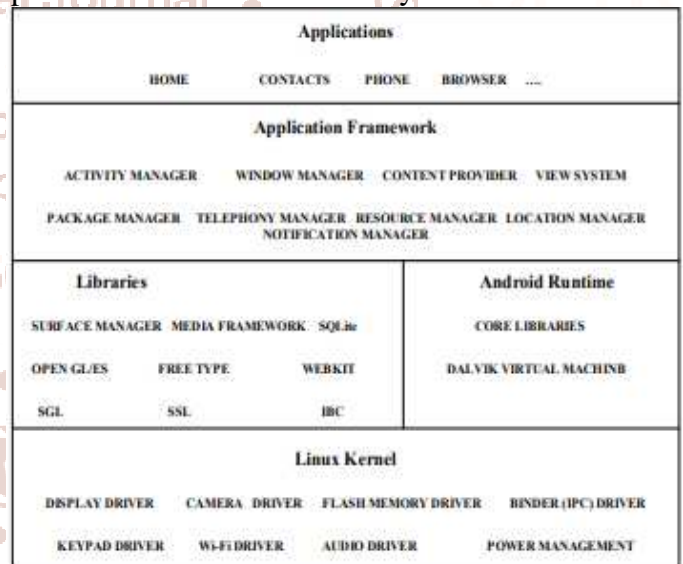 Applications
HOME CONTACTS PHONE BROWSER ....
Application Framework
ACTIVITY MANAGER WINDOW MANAGER CONTENT PROVIDER VIEW SYSTEM
PACKAGE MANAGER TELEPHONY MANAGER RESOURCE MANAGER LOCATION MANAGER
NOTIFICATION MANAGER
Libraries
SURFACE MANAGER MEDIA FRAMEWORK SQLite
OPEN GL/ES FREE TYPE WEBKIT
SGL SSL IBC
Android Runtime
CORE LIBRARIES
DALVIK VIRTUAL MACHINB
Linux Kernel
DISPLAY DRIVER CAMERA DRIVER FLASH MEMORY DRIVER BINDER (IPC) DRIVER
KEYPAD DRIVER Wi-Fi DRIVER AUDIO DRIVER POWER MANAGEMENT